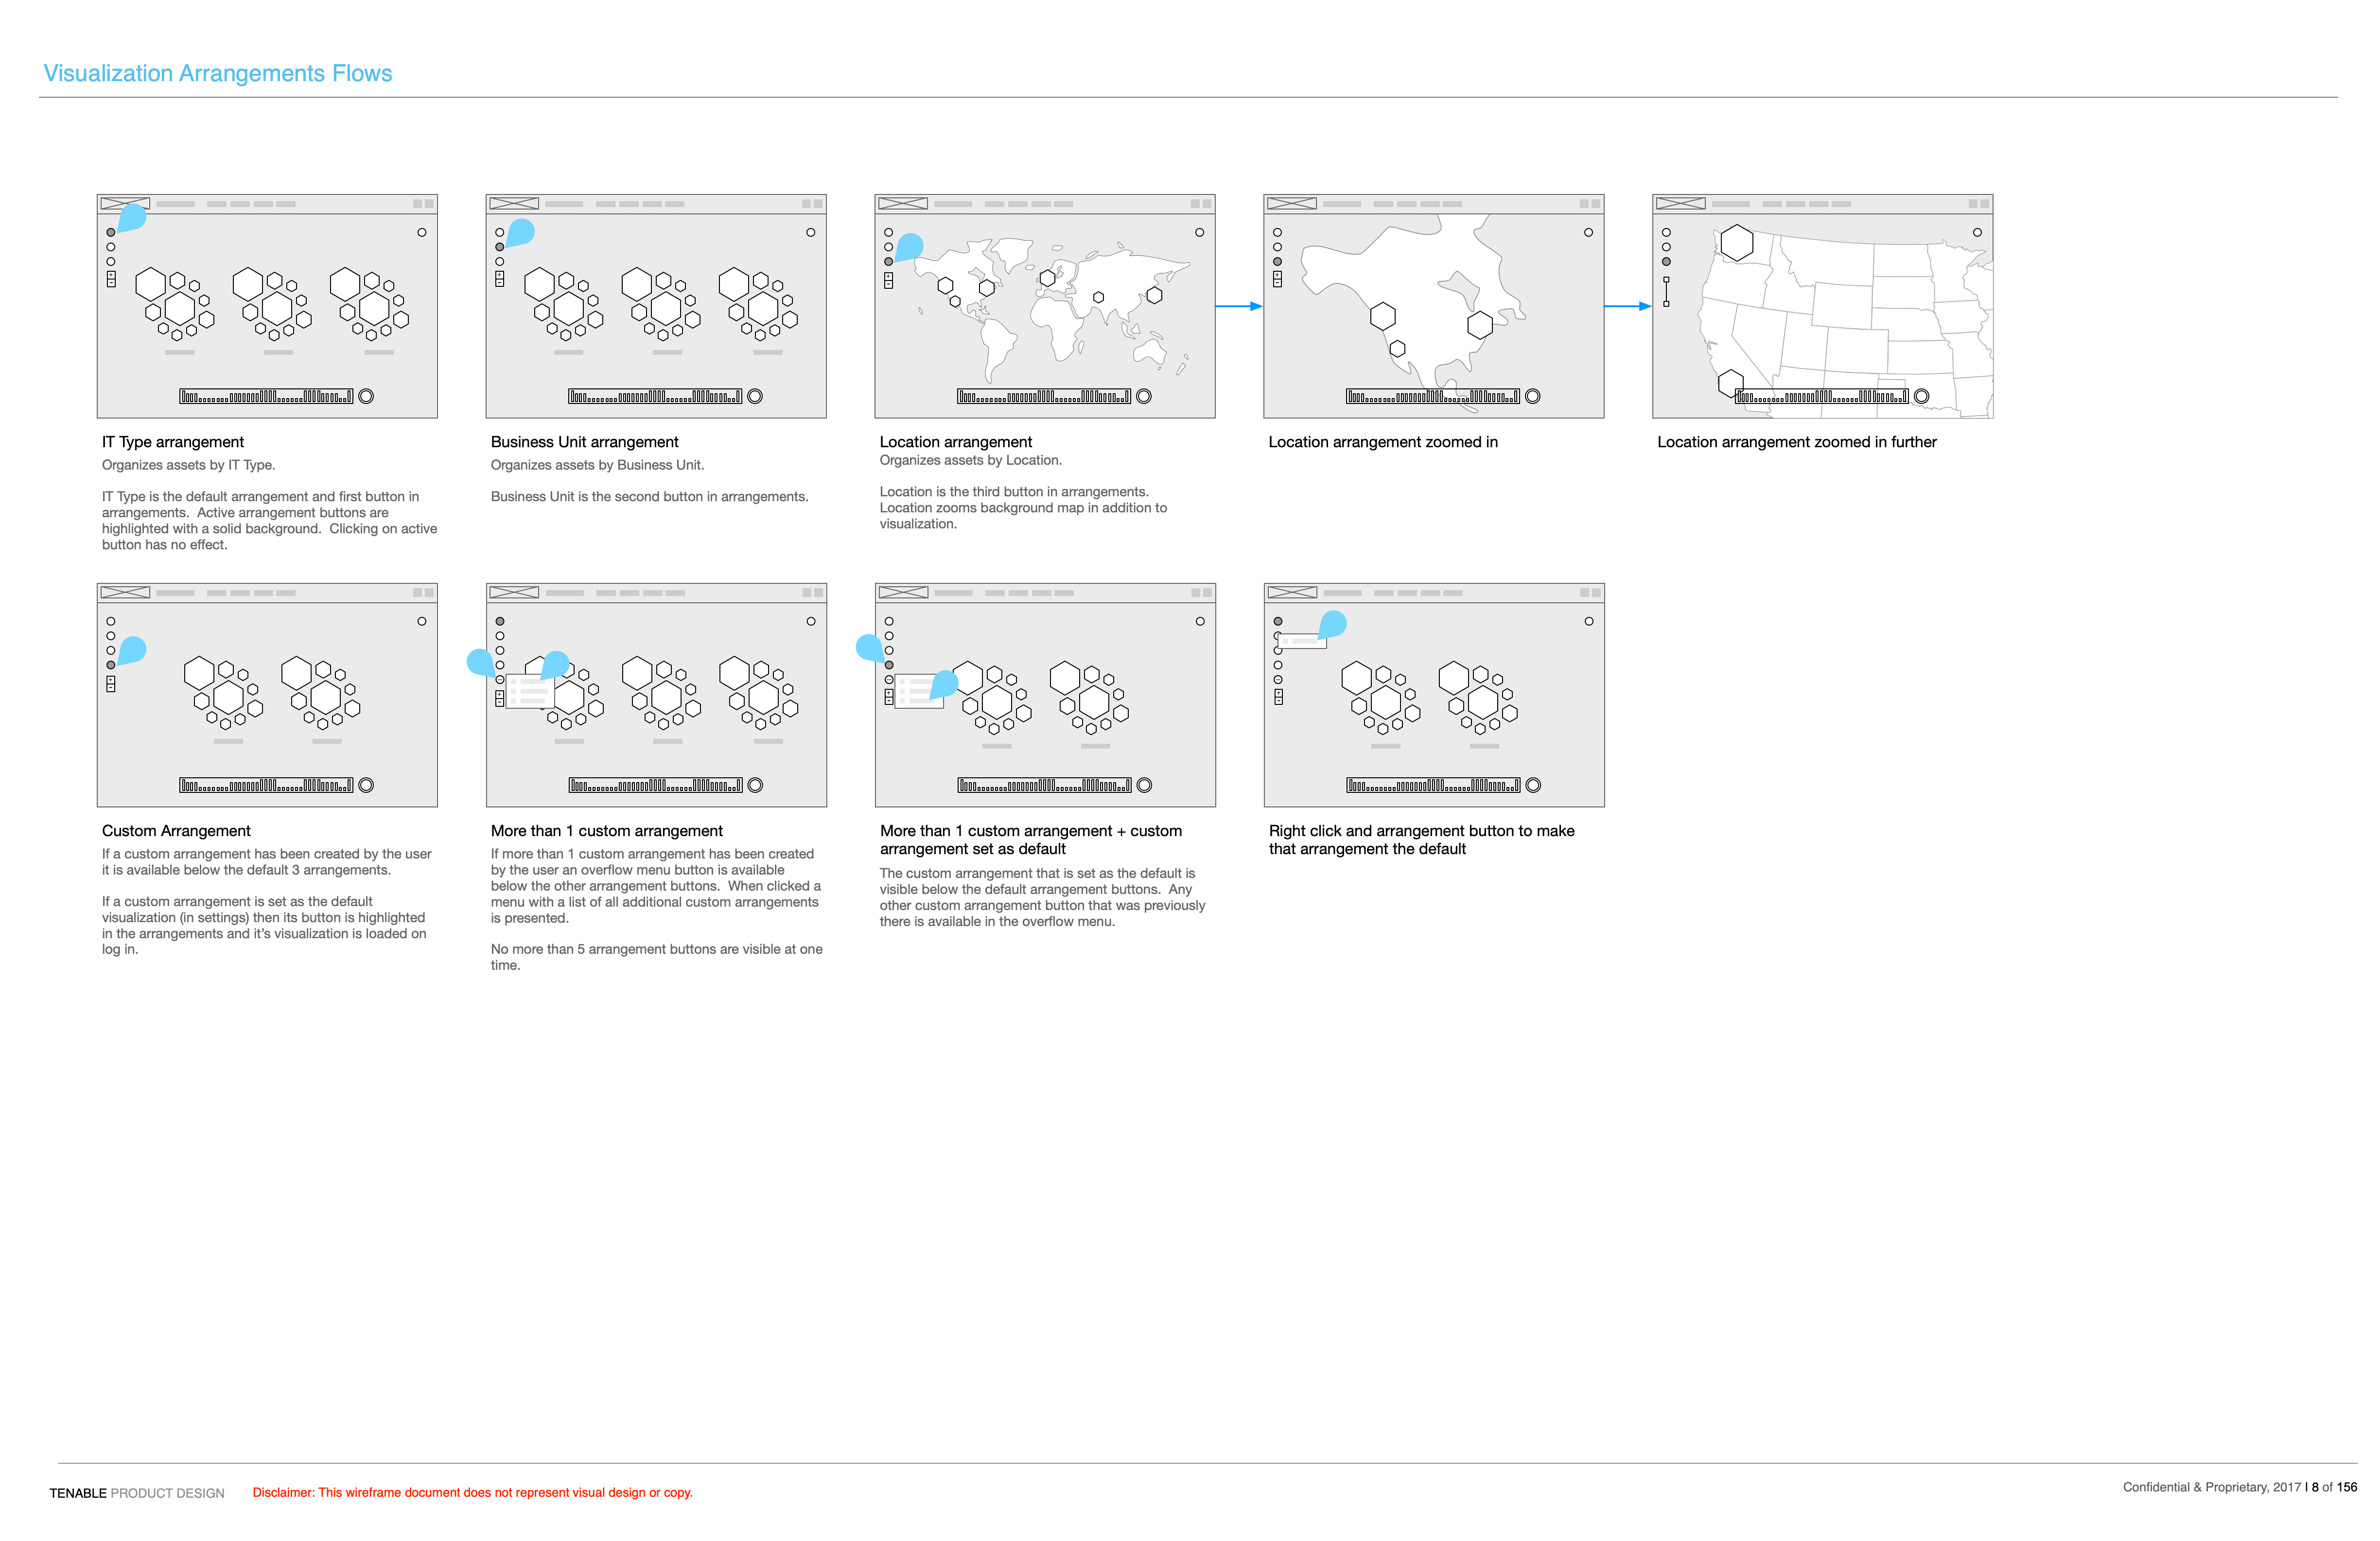 Visualization Arrangements Flows
IT Type arrangement
Organizes assets by IT Type.
IT Type is the default arrangement and first button in
arrangements.  Active arrangement buttons are
highlighted with a solid background.  Clicking on active
button has no effect.
Business Unit arrangement
Organizes assets by Business Unit.
Business Unit is the second button in arrangements.
Location arrangement
Organizes assets by Location.
Location is the third button in arrangements.
Location zooms background map in addition to
visualization.
Location arrangement zoomed in
Location arrangement zoomed in further
Custom Arrangement
If a custom arrangement has been created by the user
it is available below the default 3 arrangements.
If a custom arrangement is set as the default
visualization (in settings) then its button is highlighted
in the arrangements and it’s visualization is loaded on
log in.
More than 1 custom arrangement
If more than 1 custom arrangement has been created
by the user an overflow menu button is available
below the other arrangement buttons.  When clicked a
menu with a list of all additional custom arrangements
is presented.
No more than 5 arrangement buttons are visible at one
time.
More than 1 custom arrangement + custom
arrangement set as default
The custom arrangement that is set as the default is
visible below the default arrangement buttons.  Any
other custom arrangement button that was previously
there is available in the overflow menu.
Right click and arrangement button to make
that arrangement the default
TENABLE PRODUCT DESIGN
Disclaimer: This wireframe document does not represent visual design or copy.
Confidential & Proprietary, 2017 | 8 of 156